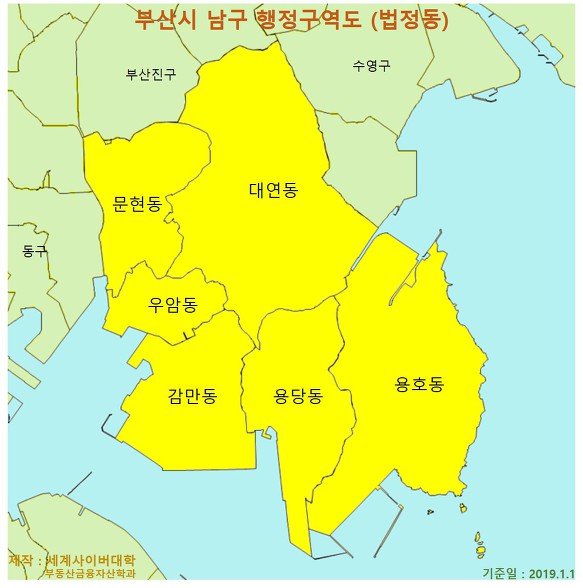 부산시 남구 행정구역도 (법정동)
부산진구
수영구
대연동
문현동
동구
우암동
감만동
용당동
용호동
제작 : 세계사이버대학
부동산금융자산학과
기준일 : 2019.1.1